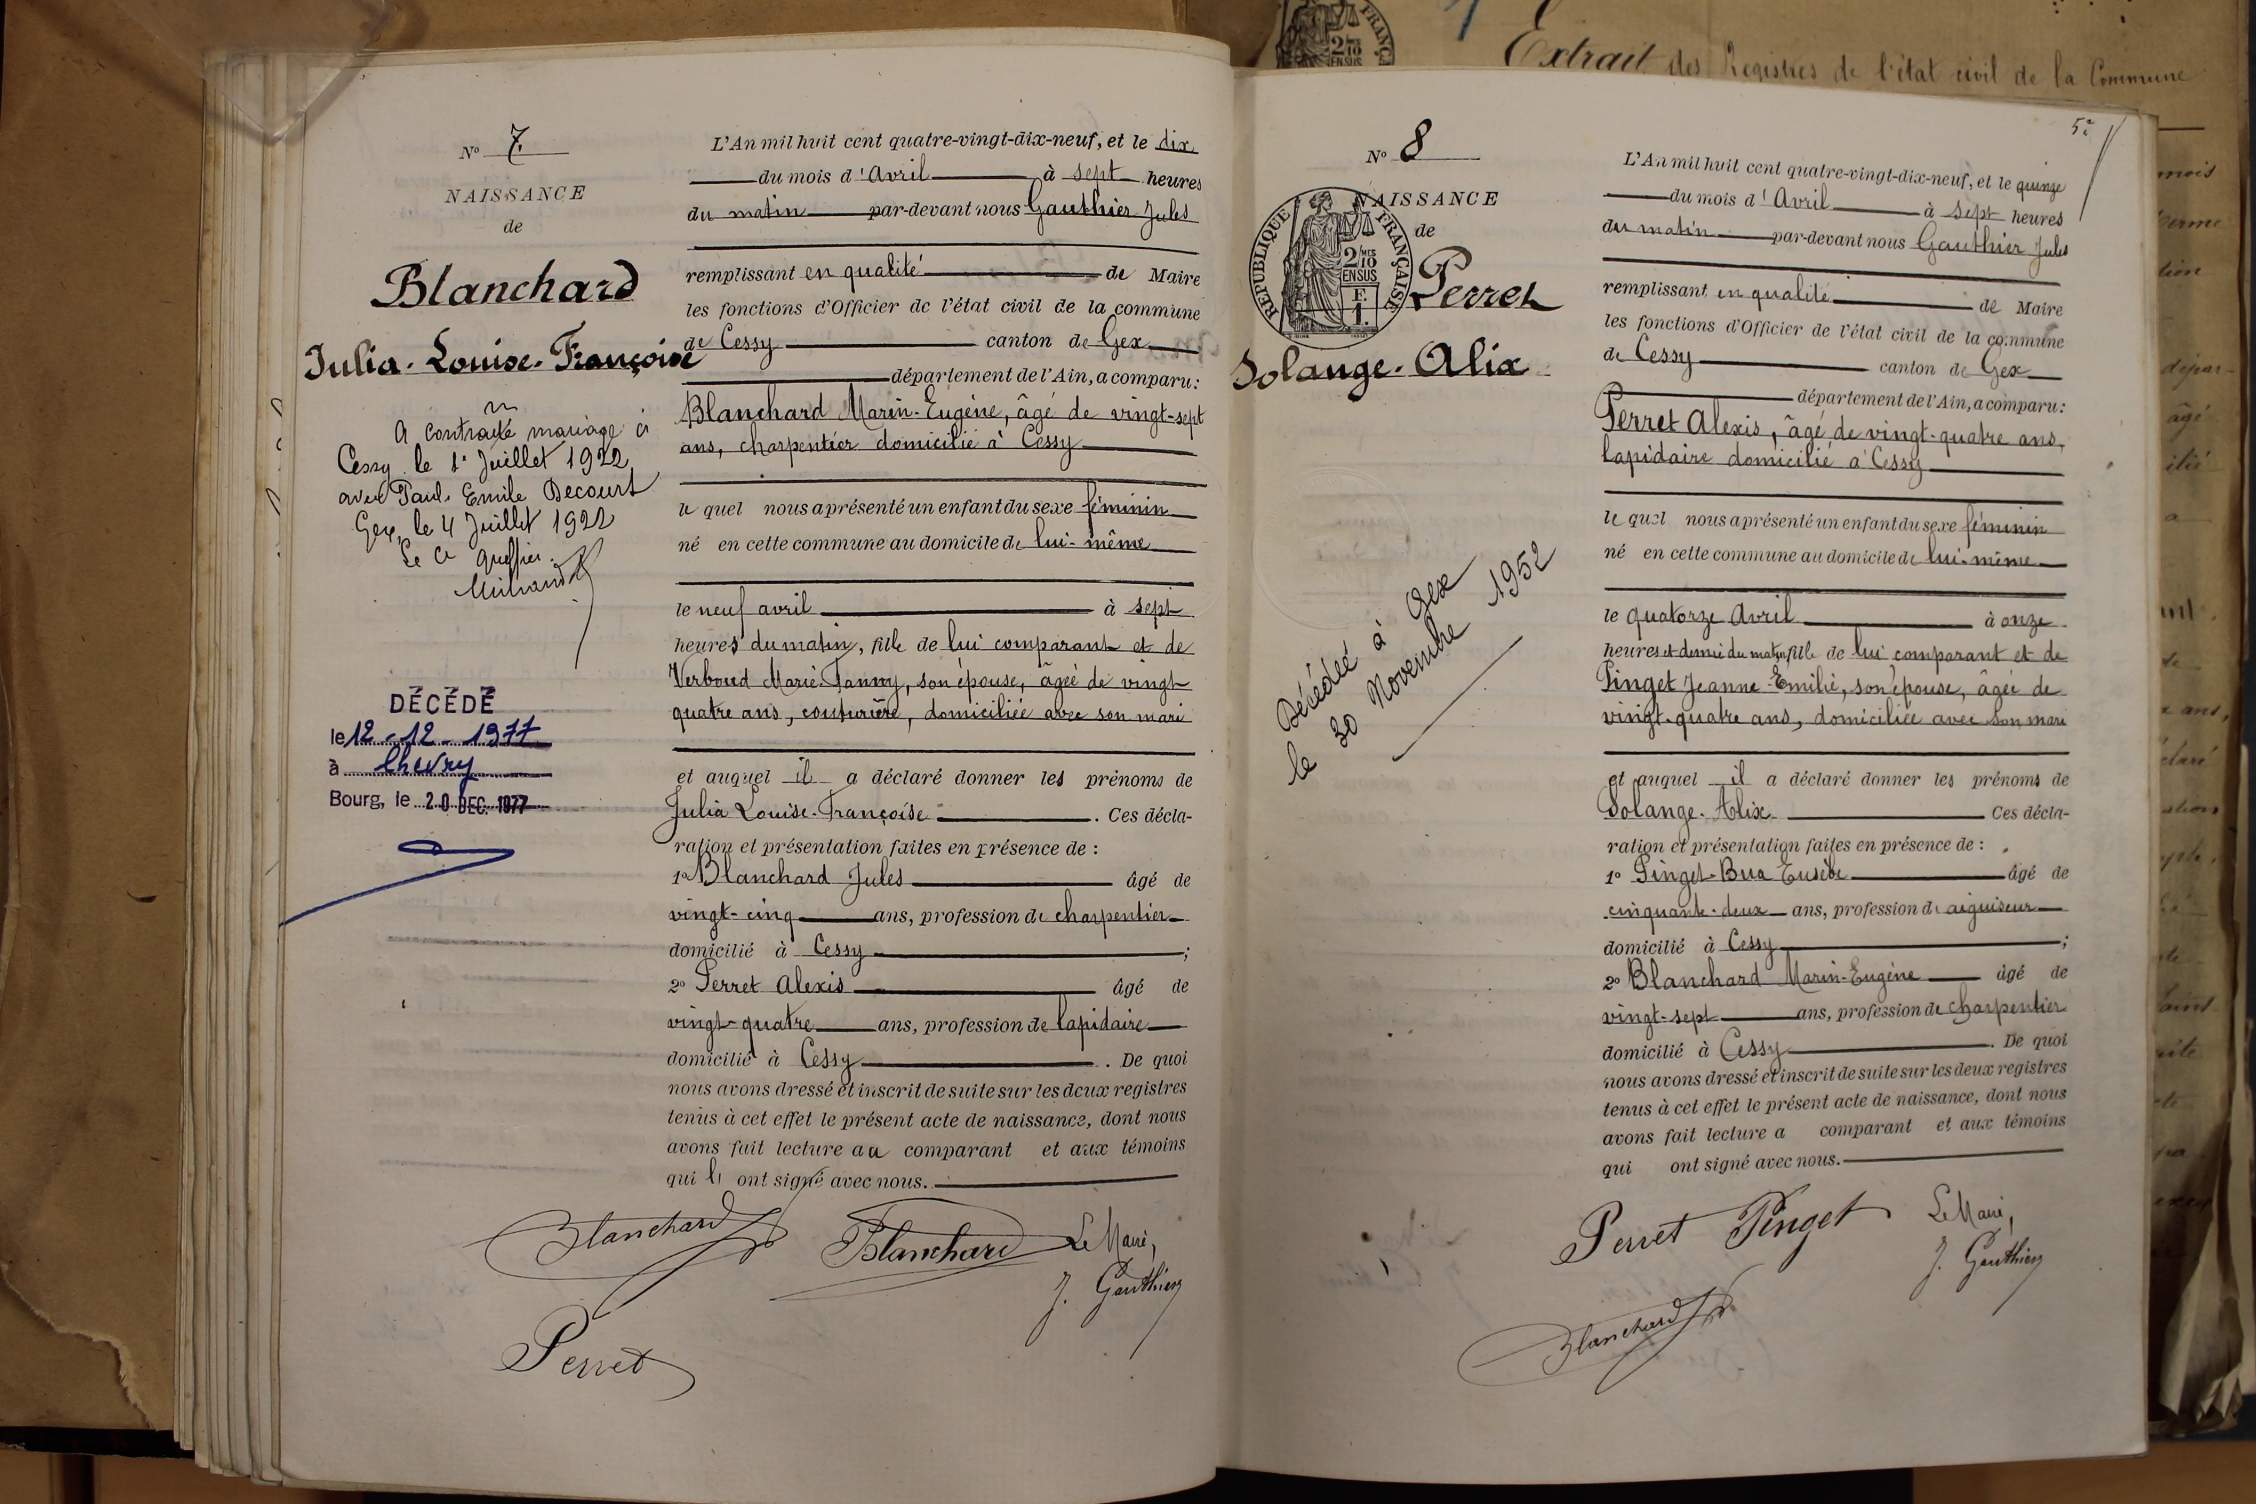 Extrait des Registres de l'état civil de la Commune
N° 7
NAISSANCE
de
Blanchard
Julia. Louise. Françoise
A contracté mariage à
Cessy le 1er Juillet 1922
avec Paul. Emile Decourt
Gex, le 4 Juillet 1922
Le Greffier.
DÉCÉDÉ
le 12-12-1977
à Chevry
Bourg, le 20 DEC. 1977
L'An mil huit cent quatre-vingt-dix-neuf, et le dix
du mois d'Avril à sept heures
du matin par-devant nous Gauthier Jules
remplissant en qualité de Maire
les fonctions d'Officier de l'état civil de la commune
de Cessy canton de Gex
département de l'Ain, a comparu:
Blanchard Marin-Eugène, âgé de vingt-sept
ans, charpentier domicilié à Cessy
le quel nous a présenté un enfant du sexe féminin
né en cette commune au domicile de lui-même
le neuf avril à sept
heures du matin, fille de lui comparant et de
Verboud Marie-Fanny, son épouse, âgée de vingt-
quatre ans, couturière, domiciliée avec son mari
et auquel il a déclaré donner les prénoms de
Julia Louise-Françoise. Ces décla-
ration et présentation faites en présence de :
1° Blanchard Jules âgé de
vingt-cinq ans, profession de charpentier
domicilié à Cessy ;
2° Perret Alexis âgé de
vingt-quatre ans, profession de lapidaire
domicilié à Cessy. De quoi
nous avons dressé et inscrit de suite sur les deux registres
tenus à cet effet le présent acte de naissance, dont nous
avons fait lecture au comparant et aux témoins
qui ont signé avec nous.
Blanchard Blanchard Le Maire,
J. Gauthier
Perret
N° 8
NAISSANCE
de
Perret
Solange. Alix
REPUBLIQUE FRANÇAISE
2/10
EN SUS
Décédée à Gex
le 30 Novembre 1952
L'An mil huit cent quatre-vingt-dix-neuf, et le quinze
du mois d'Avril à sept heures
du matin par-devant nous Gauthier Jules
remplissant en qualité de Maire
les fonctions d'Officier de l'état civil de la commune
de Cessy canton de Gex
département de l'Ain, a comparu:
Perret Alexis, âgé de vingt-quatre ans,
lapidaire domicilié à Cessy
le quel nous a présenté un enfant du sexe féminin
né en cette commune au domicile de lui-même
le quatorze Avril à onze
heures et demie du matin fille de lui comparant et de
Pinget Jeanne-Emilie, son épouse, âgée de
vingt-quatre ans, domiciliée avec son mari
et auquel il a déclaré donner les prénoms de
Solange-Alix Ces décla-
ration et présentation faites en présence de :
1° Pinget-Bua Eusèbe âgé de
cinquante-deux ans, profession d'aiguiseur
domicilié à Cessy ;
2° Blanchard Marin-Eugène âgé de
vingt-sept ans, profession de charpentier
domicilié à Cessy. De quoi
nous avons dressé et inscrit de suite sur les deux registres
tenus à cet effet le présent acte de naissance, dont nous
avons fait lecture a comparant et aux témoins
qui ont signé avec nous.
Perret Pinget Le Maire,
J. Gauthier
Blanchard